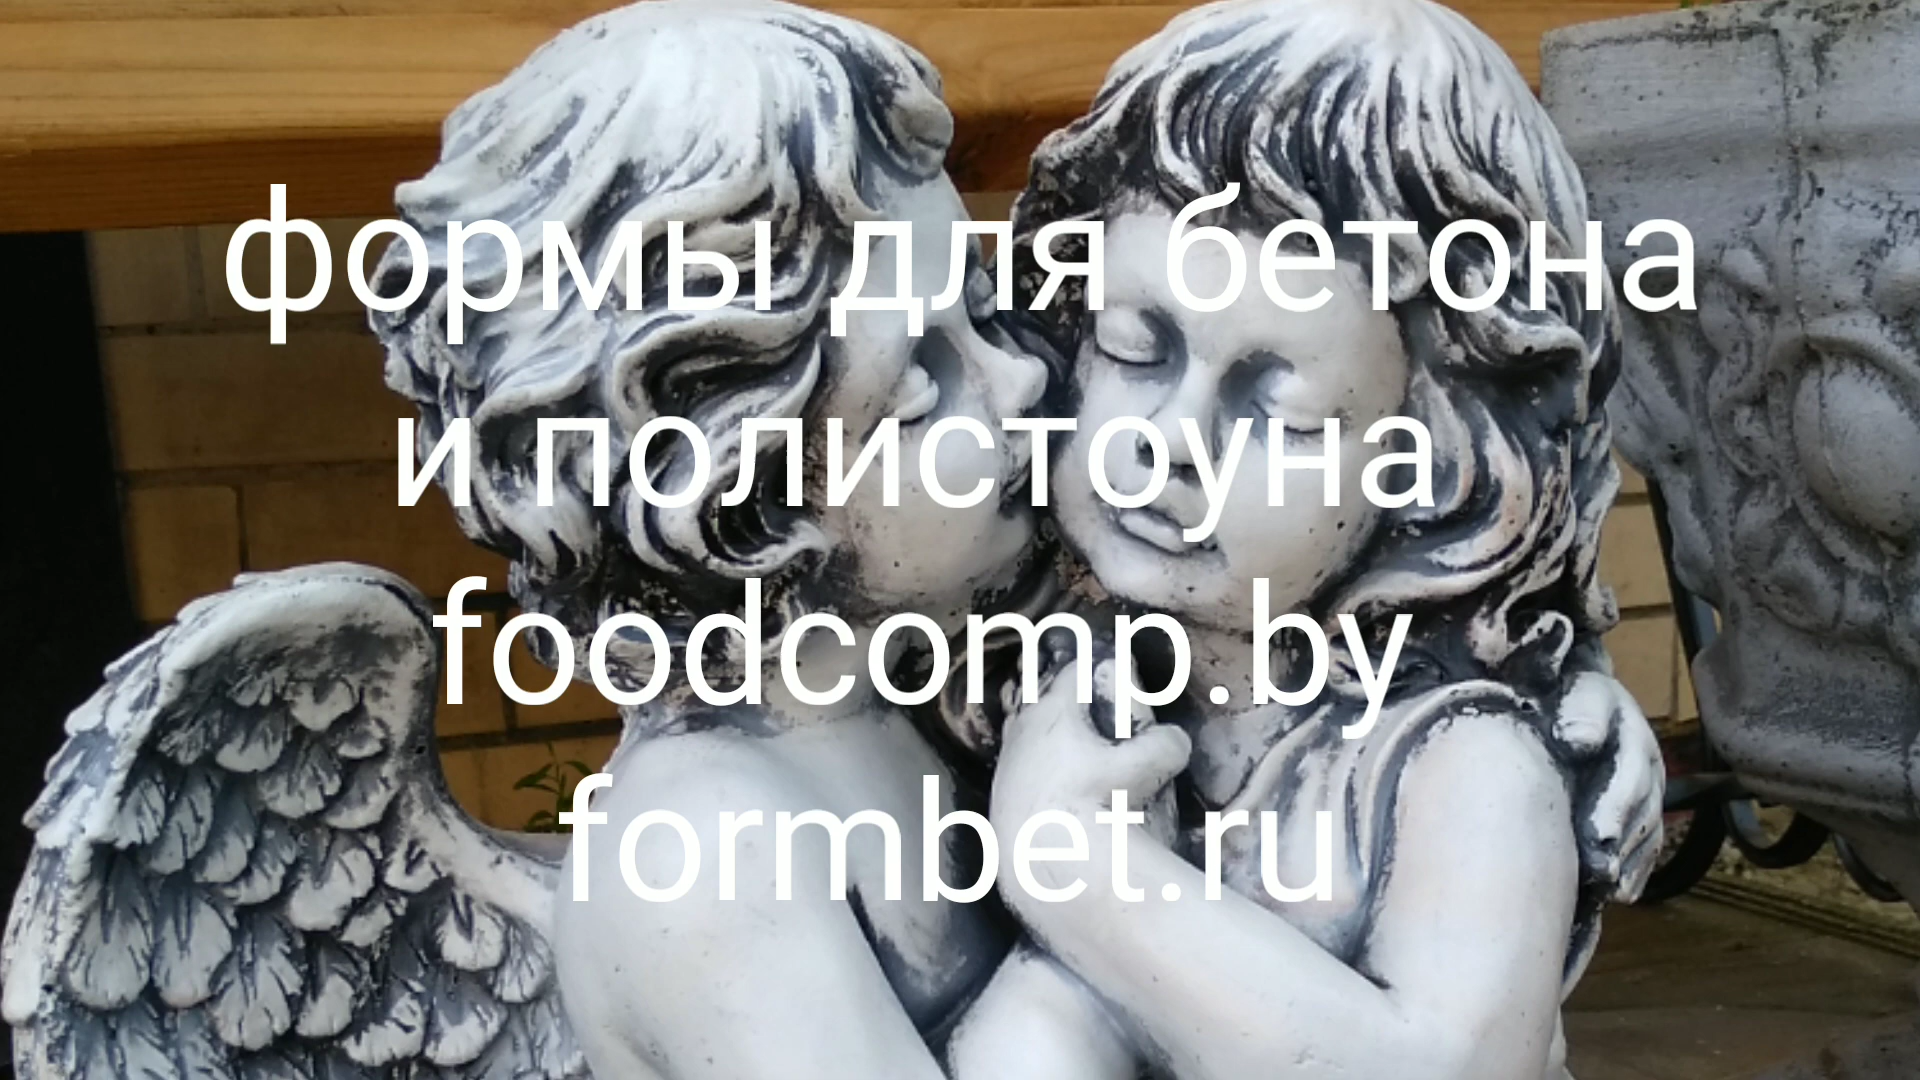 формы для бетона
и полистоуна
foodcomp.by
formbet.ru